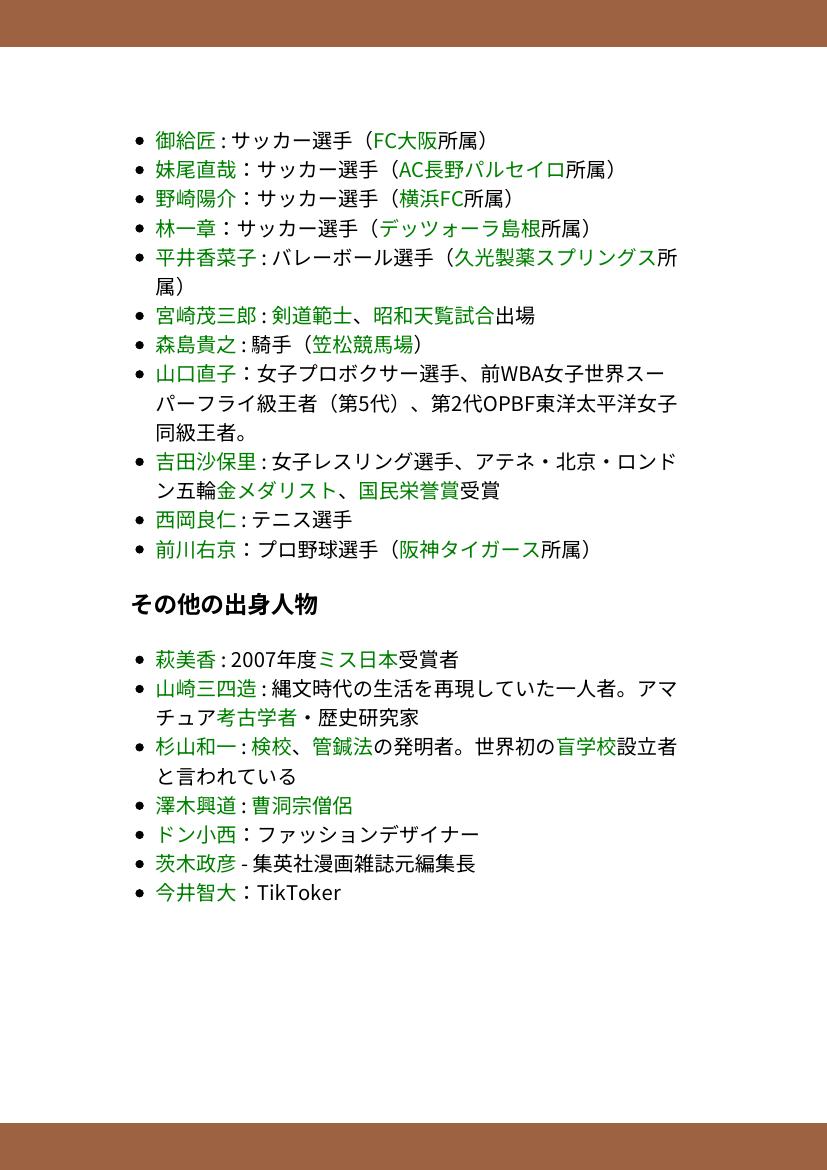 御給匠 : サッカー選手（FC大阪所属）
妹尾直哉：サッカー選手（AC長野パルセイロ所属）
野崎陽介：サッカー選手（横浜FC所属）
林一章：サッカー選手（デッツォーラ島根所属）
平井香菜子 : バレーボール選手（久光製薬スプリングス所
属）
宮崎茂三郎 : 剣道範士、昭和天覧試合出場
森島貴之 : 騎手（笠松競馬場）
山口直子：女子プロボクサー選手、前WBA女子世界スー
パーフライ級王者（第5代）、第2代OPBF東洋太平洋女子
同級王者。
吉田沙保里 : 女子レスリング選手、アテネ・北京・ロンド
ン五輪金メダリスト、国民栄誉賞受賞
西岡良仁 : テニス選手
前川右京：プロ野球選手（阪神タイガース所属）
その他の出身人物
萩美香 : 2007年度ミス日本受賞者
山崎三四造 : 縄文時代の生活を再現していた一人者。アマ
チュア考古学者・歴史研究家
杉山和一 : 検校、管鍼法の発明者。世界初の盲学校設立者
と言われている
澤木興道 : 曹洞宗僧侶
ドン小西：ファッションデザイナー
茨木政彦 - 集英社漫画雑誌元編集長
今井智大：TikToker